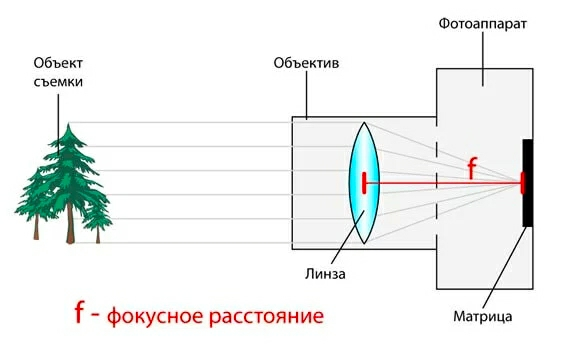 Фотоаппарат
Объект
съемки
Объектив
f
Линза
Матрица
f - фокусное расстояние